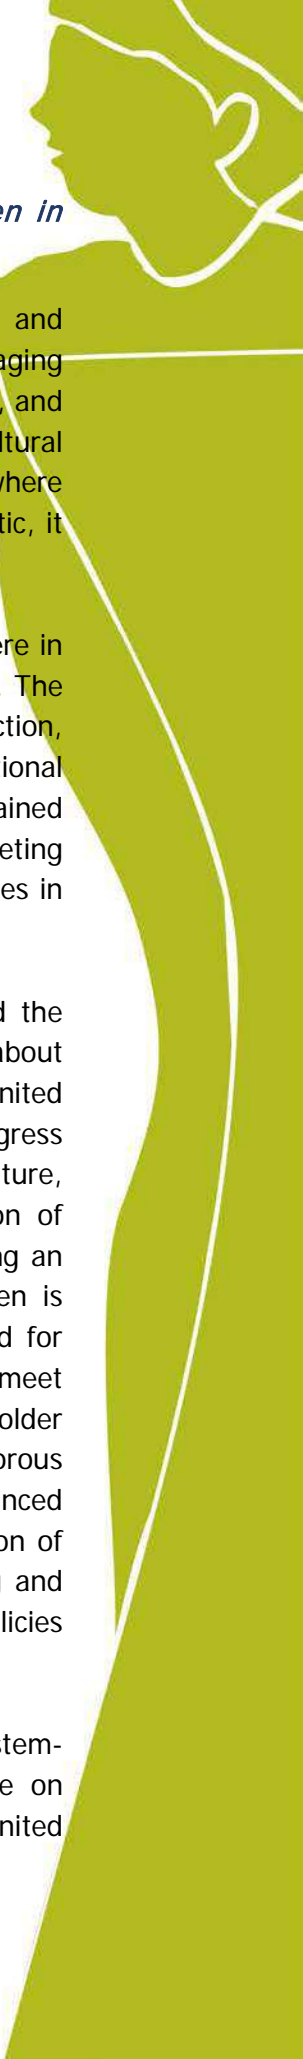 en in
and
aging
, and
ltural
where
tic, it
ere in
The
ction,
ional
ained
eting
es in
d the
about
nited
gress
ture,
on of
ng an
en is
d for
meet
older
orous
nced
on of
and
licies
stem-
e on
nited